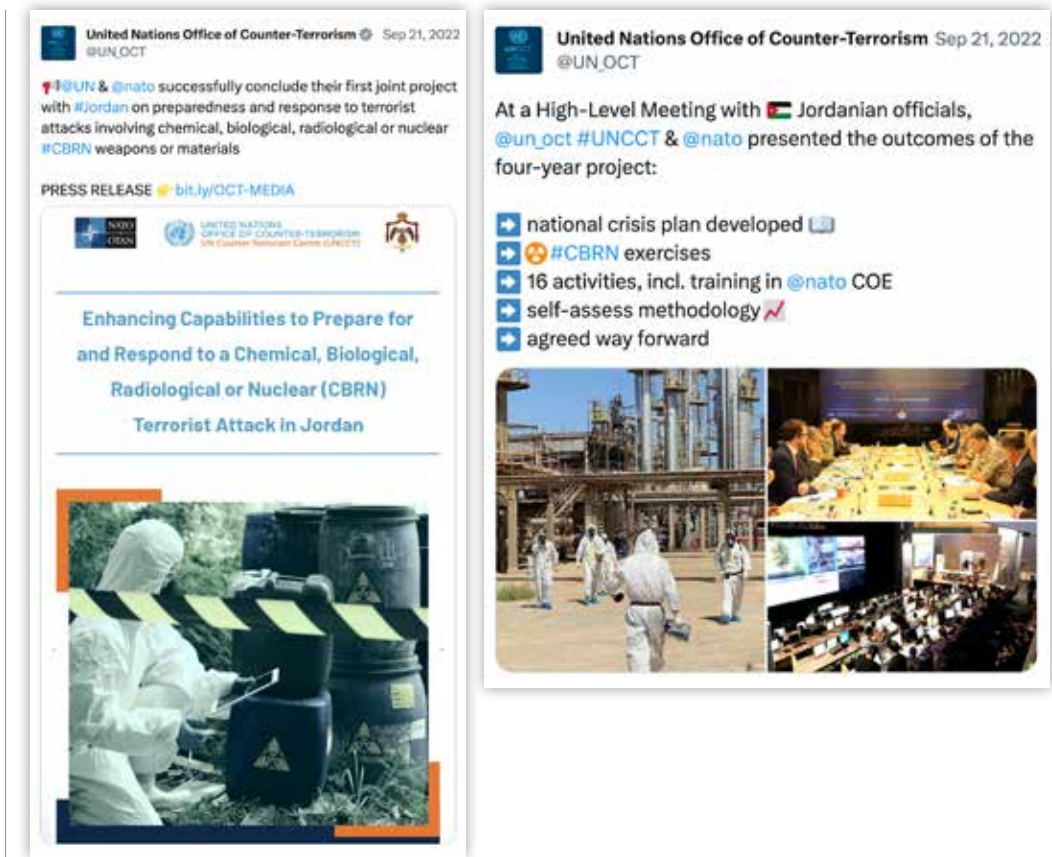 United Nations Office of Counter-Terrorism Sep 21, 2022
@UN_OCT
@UN & @nato successfully conclude their first joint project
with #Jordan on preparedness and response to terrorist
attacks involving chemical, biological, radiological or nuclear
#CBRN weapons or materials
PRESS RELEASE 👉 bit.ly/OCT-MEDIA
NATO
OTAN
UNITED NATIONS
OFFICE OF COUNTER-TERRORISM
UN Counter-Terrorism Centre (UNCCT)
Enhancing Capabilities to Prepare for
and Respond to a Chemical, Biological,
Radiological or Nuclear (CBRN)
Terrorist Attack in Jordan
United Nations Office of Counter-Terrorism Sep 21, 2022
@UN_OCT
At a High-Level Meeting with 🇯🇴 Jordanian officials,
@un_oct #UNCCT & @nato presented the outcomes of the
four-year project:
➡️ national crisis plan developed
➡️ ☢️ #CBRN exercises
➡️ 16 activities, incl. training in @nato COE
➡️ self-assess methodology 📈
➡️ agreed way forward